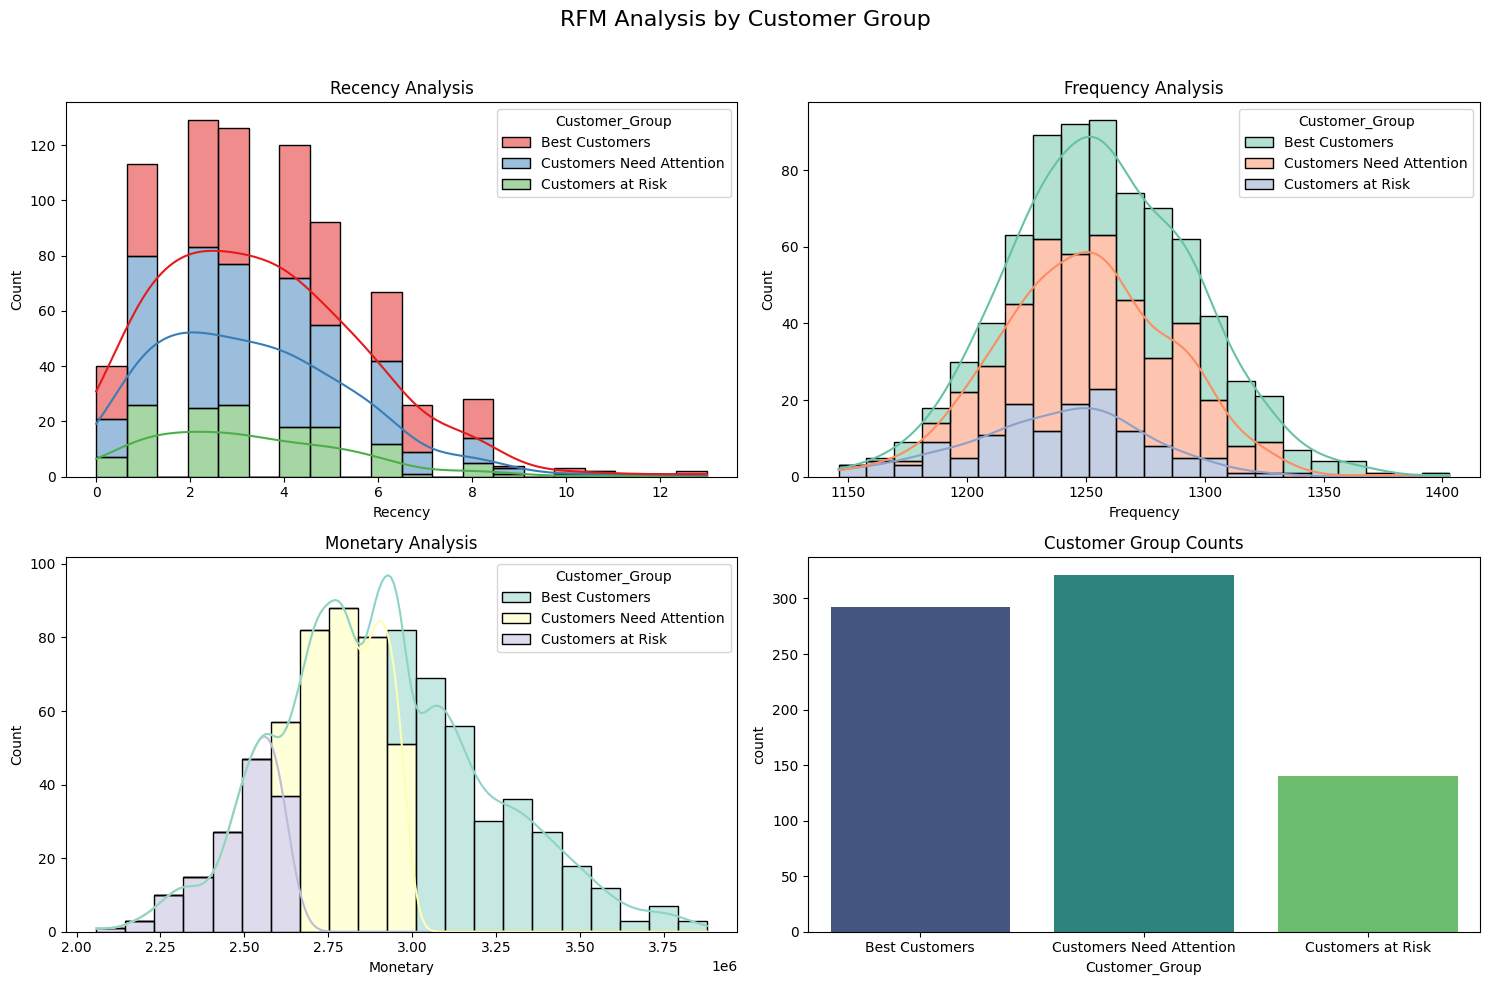 RFM Analysis by Customer Group
Recency Analysis
Customer_Group
Best Customers
Customers Need Attention
Customers at Risk
120
100
80
60
40
20
0
Count
0 2 4 6 8 10 12
Recency
Frequency Analysis
Customer_Group
Best Customers
Customers Need Attention
Customers at Risk
80
60
40
20
0
Count
1150 1200 1250 1300 1350 1400
Frequency
Monetary Analysis
Customer_Group
Best Customers
Customers Need Attention
Customers at Risk
100
80
60
40
20
0
Count
2.00 2.25 2.50 2.75 3.00 3.25 3.50 3.75
1e6
Monetary
Customer Group Counts
300
250
200
150
100
50
0
count
Best Customers Customers Need Attention Customers at Risk
Customer_Group